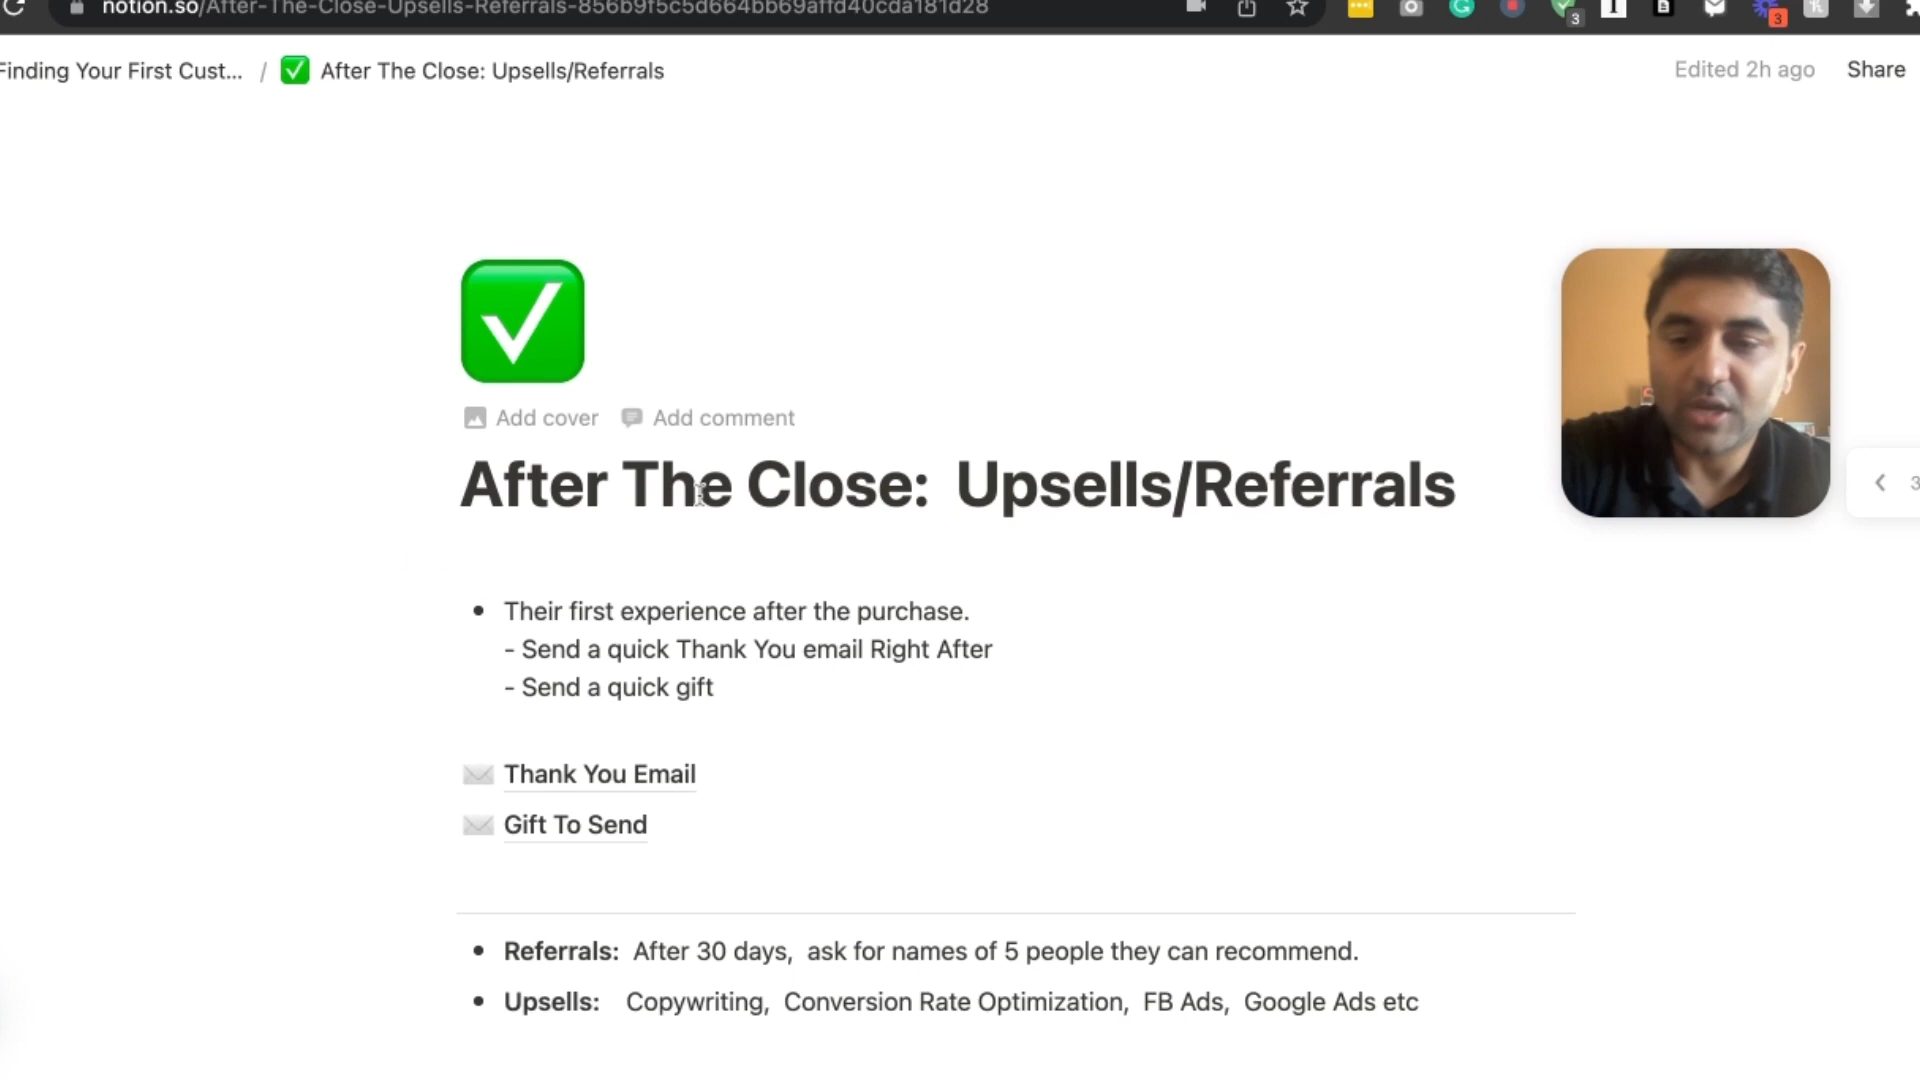 notion.so/After-The-Close-Upsells-Referrals-856b9f5c5d664bb69affd40cda181d28
3
3
Finding Your First Cust... / After The Close: Upsells/Referrals
Edited 2h ago
Share
Add cover
Add comment
After The Close: Upsells/Referrals
3
• Their first experience after the purchase.
- Send a quick Thank You email Right After
- Send a quick gift
Thank You Email
Gift To Send
• Referrals: After 30 days, ask for names of 5 people they can recommend.
• Upsells: Copywriting, Conversion Rate Optimization, FB Ads, Google Ads etc